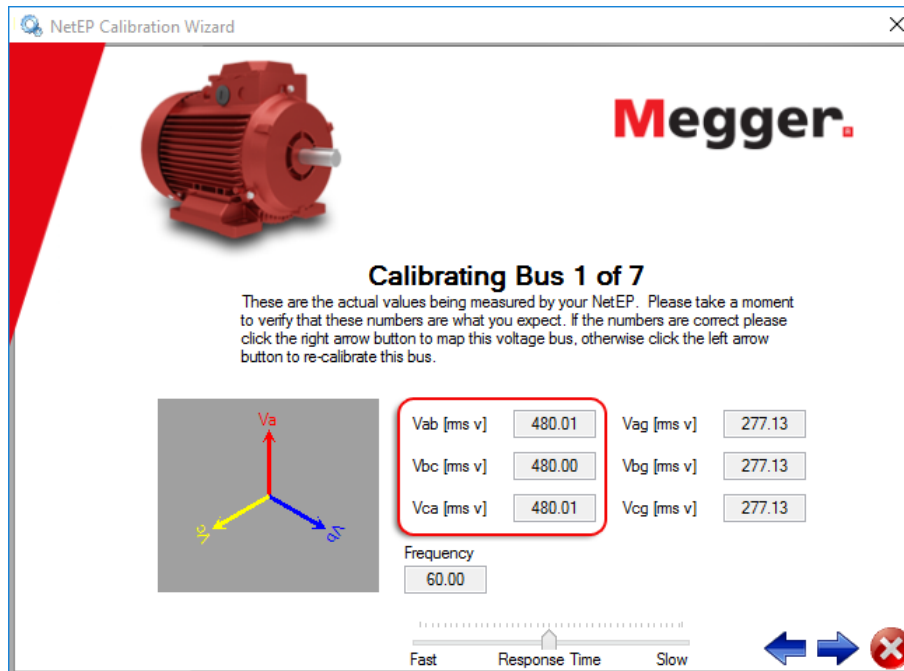 NetEP Calibration Wizard
Megger.
Calibrating Bus 1 of 7
These are the actual values being measured by your NetEP. Please take a moment
to verify that these numbers are what you expect. If the numbers are correct please
click the right arrow button to map this voltage bus, otherwise click the left arrow
button to re-calibrate this bus.
Va
Vc
Vb
Vab [rms v] 480.01 Vag [rms v] 277.13
Vbc [rms v] 480.00 Vbg [rms v] 277.13
Vca [rms v] 480.01 Vcg [rms v] 277.13
Frequency
60.00
Fast Response Time Slow